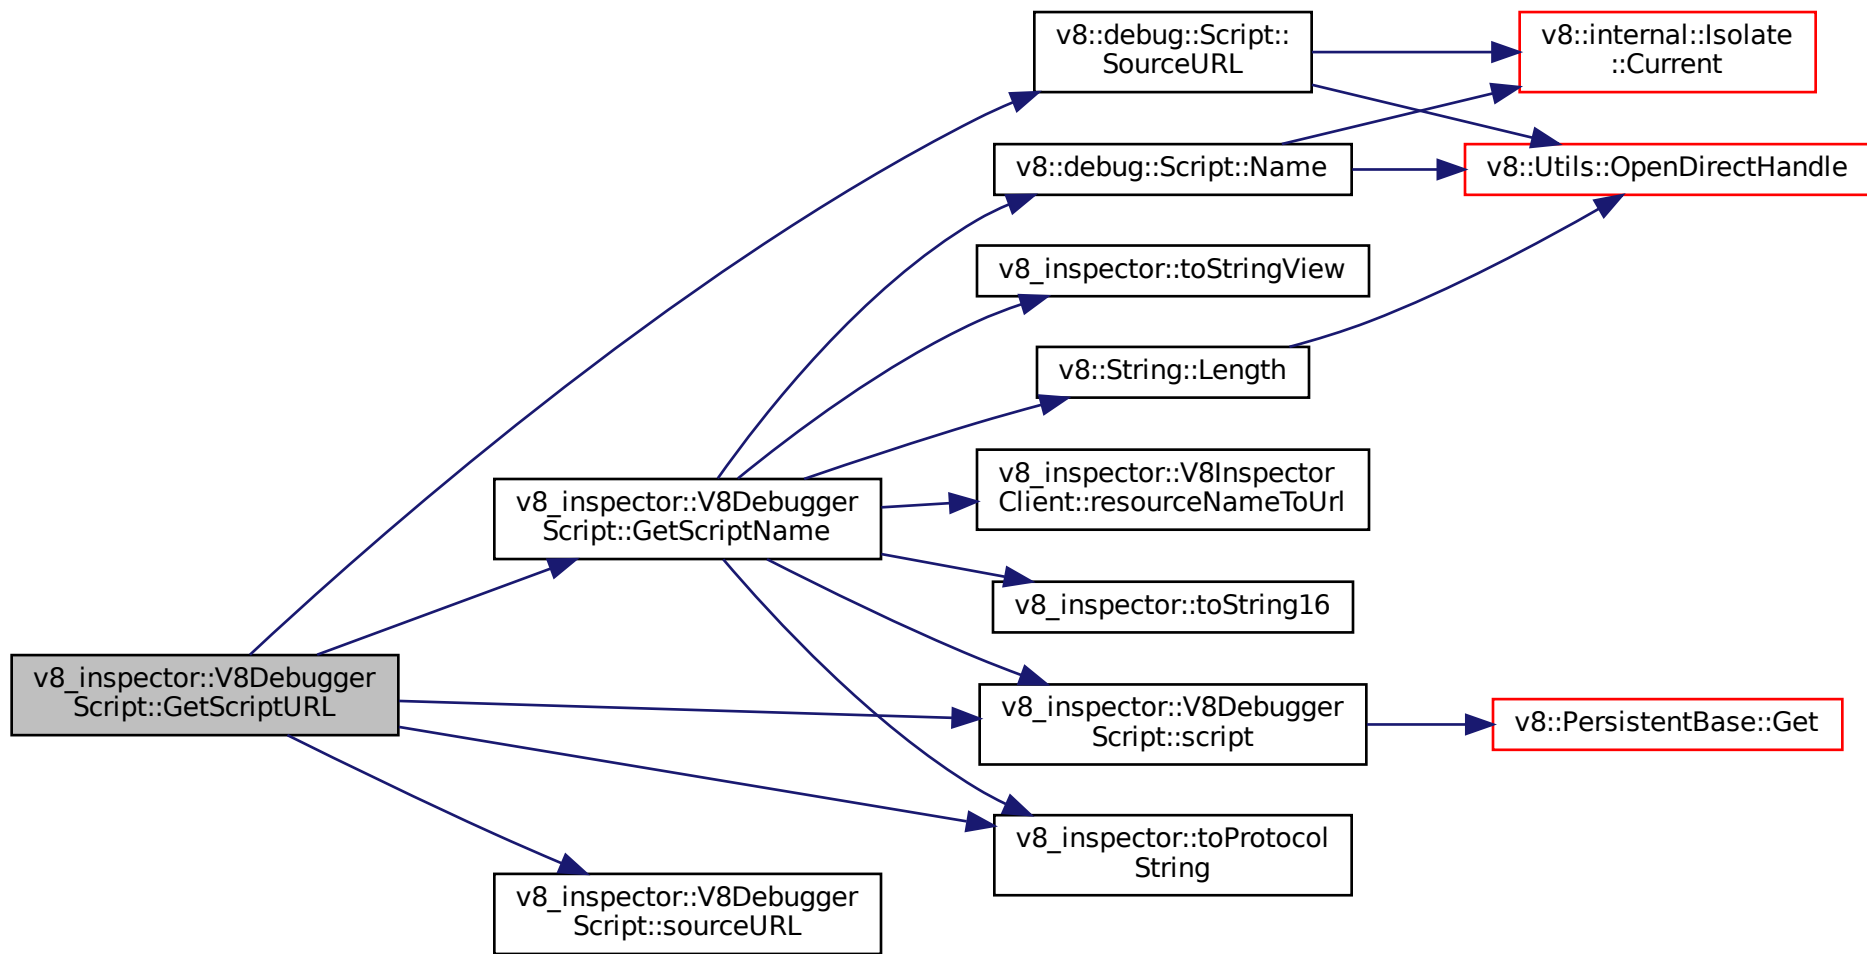 v8::debug::Script::
SourceURL
v8::internal::Isolate
::Current
v8::debug::Script::Name
v8::Utils::OpenDirectHandle
v8_inspector::toStringView
v8::String::Length
v8_inspector::V8Inspector
Client::resourceNameToUrl
v8_inspector::V8Debugger
Script::GetScriptName
v8_inspector::toString16
v8_inspector::V8Debugger
Script::GetScriptURL
v8_inspector::V8Debugger
Script::script
v8::PersistentBase::Get
v8_inspector::toProtocol
String
v8_inspector::V8Debugger
Script::sourceURL